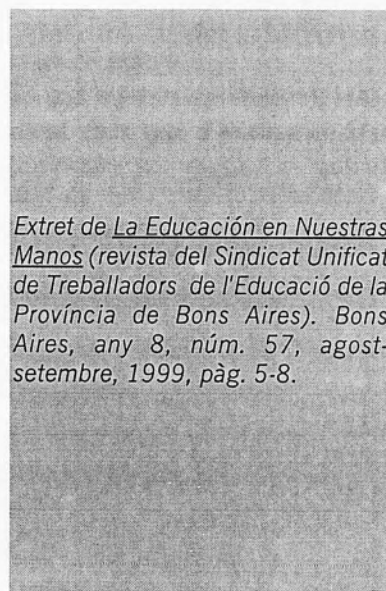 Extret de La Educación en Nuestras
Manos (revista del Sindicat Unificat
de Treballadors de l'Educació de la
Província de Bons Aires). Bons
Aires, any 8, núm. 57, agost-
setembre, 1999, pàg. 5-8.